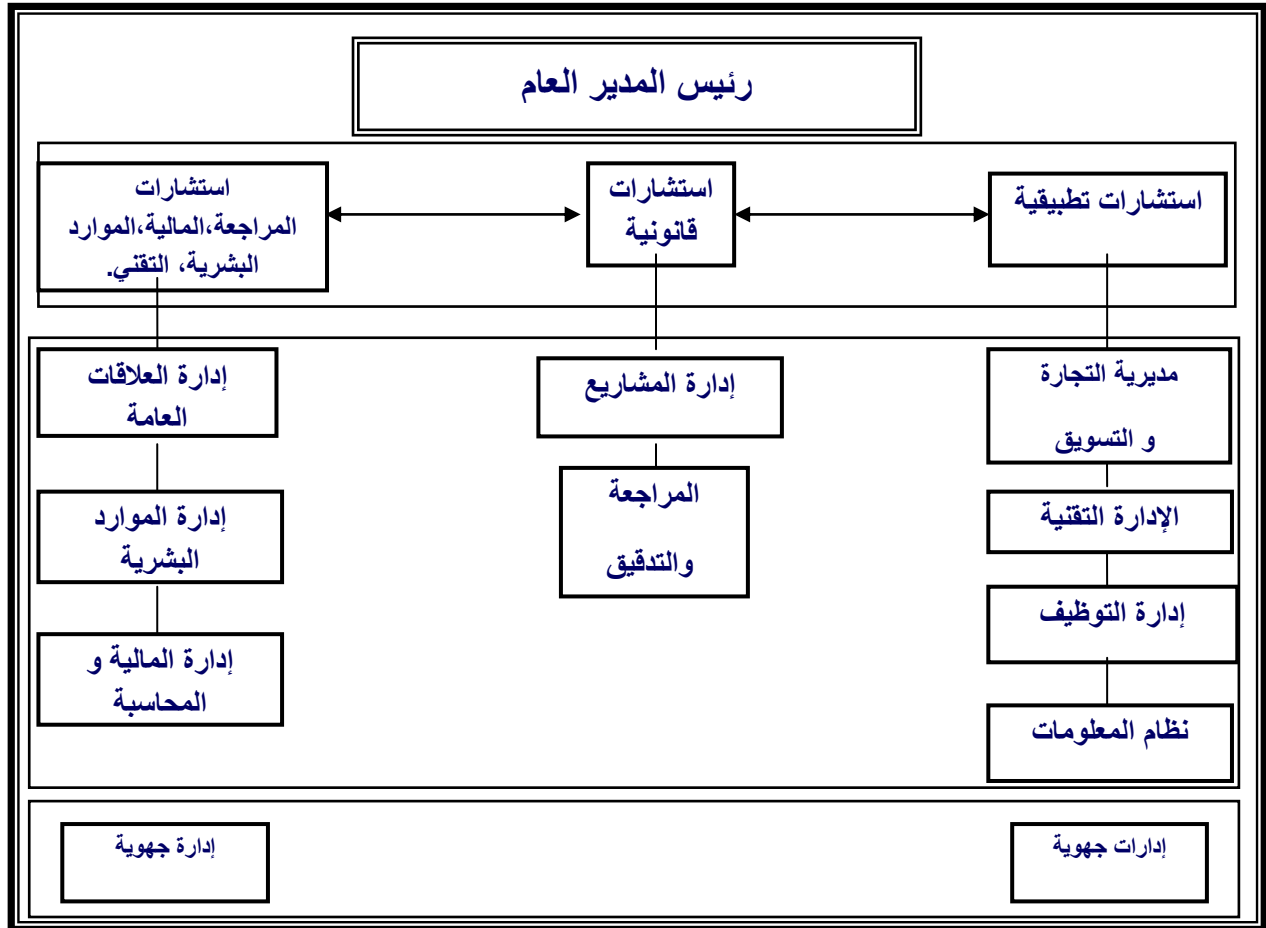 رئيس المدير العام
استشارات تطبيقية
استشارات
قانونية
استشارات
المراجعة،المالية،الموارد
البشرية، التقني.
مديرية التجارة
و التسويق
إدارة المشاريع
إدارة العلاقات
العامة
الإدارة التقنية
المراجعة
والتدقيق
إدارة الموارد
البشرية
إدارة التوظيف
إدارة المالية و
المحاسبة
نظام المعلومات
إدارات جهوية
إدارة جهوية